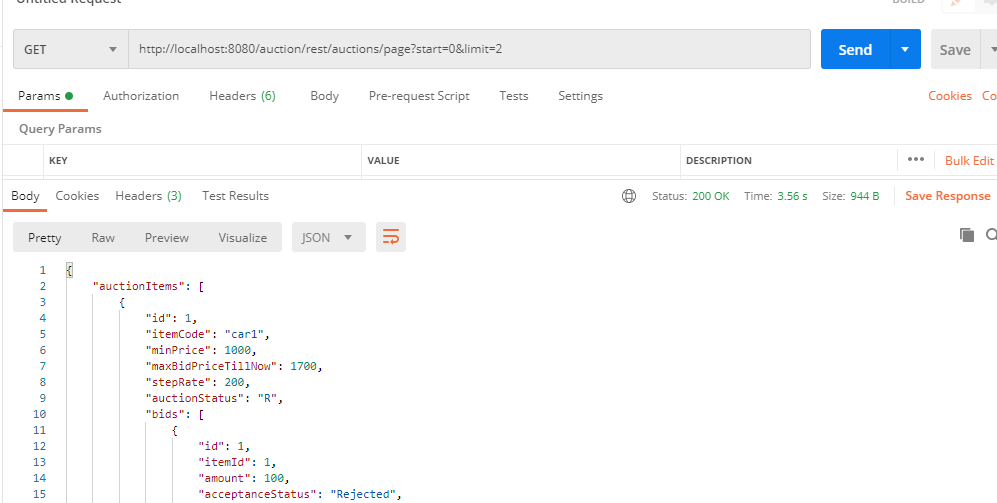 Untitled Request BUILD
GET http://localhost:8080/auction/rest/auctions/page?start=0&limit=2 Send Save
Params Authorization Headers (6) Body Pre-request Script Tests Settings Cookies Co
Query Params
KEY VALUE DESCRIPTION ••• Bulk Edit
Body Cookies Headers (3) Test Results Status: 200 OK Time: 3.56 s Size: 944 B Save Response
Pretty Raw Preview Visualize JSON
1 {
2 "auctionItems": [
3 {
4 "id": 1,
5 "itemCode": "car1",
6 "minPrice": 1000,
7 "maxBidPriceTillNow": 1700,
8 "stepRate": 200,
9 "auctionStatus": "R",
10 "bids": [
11 {
12 "id": 1,
13 "itemId": 1,
14 "amount": 100,
15 "acceptanceStatus": "Rejected",